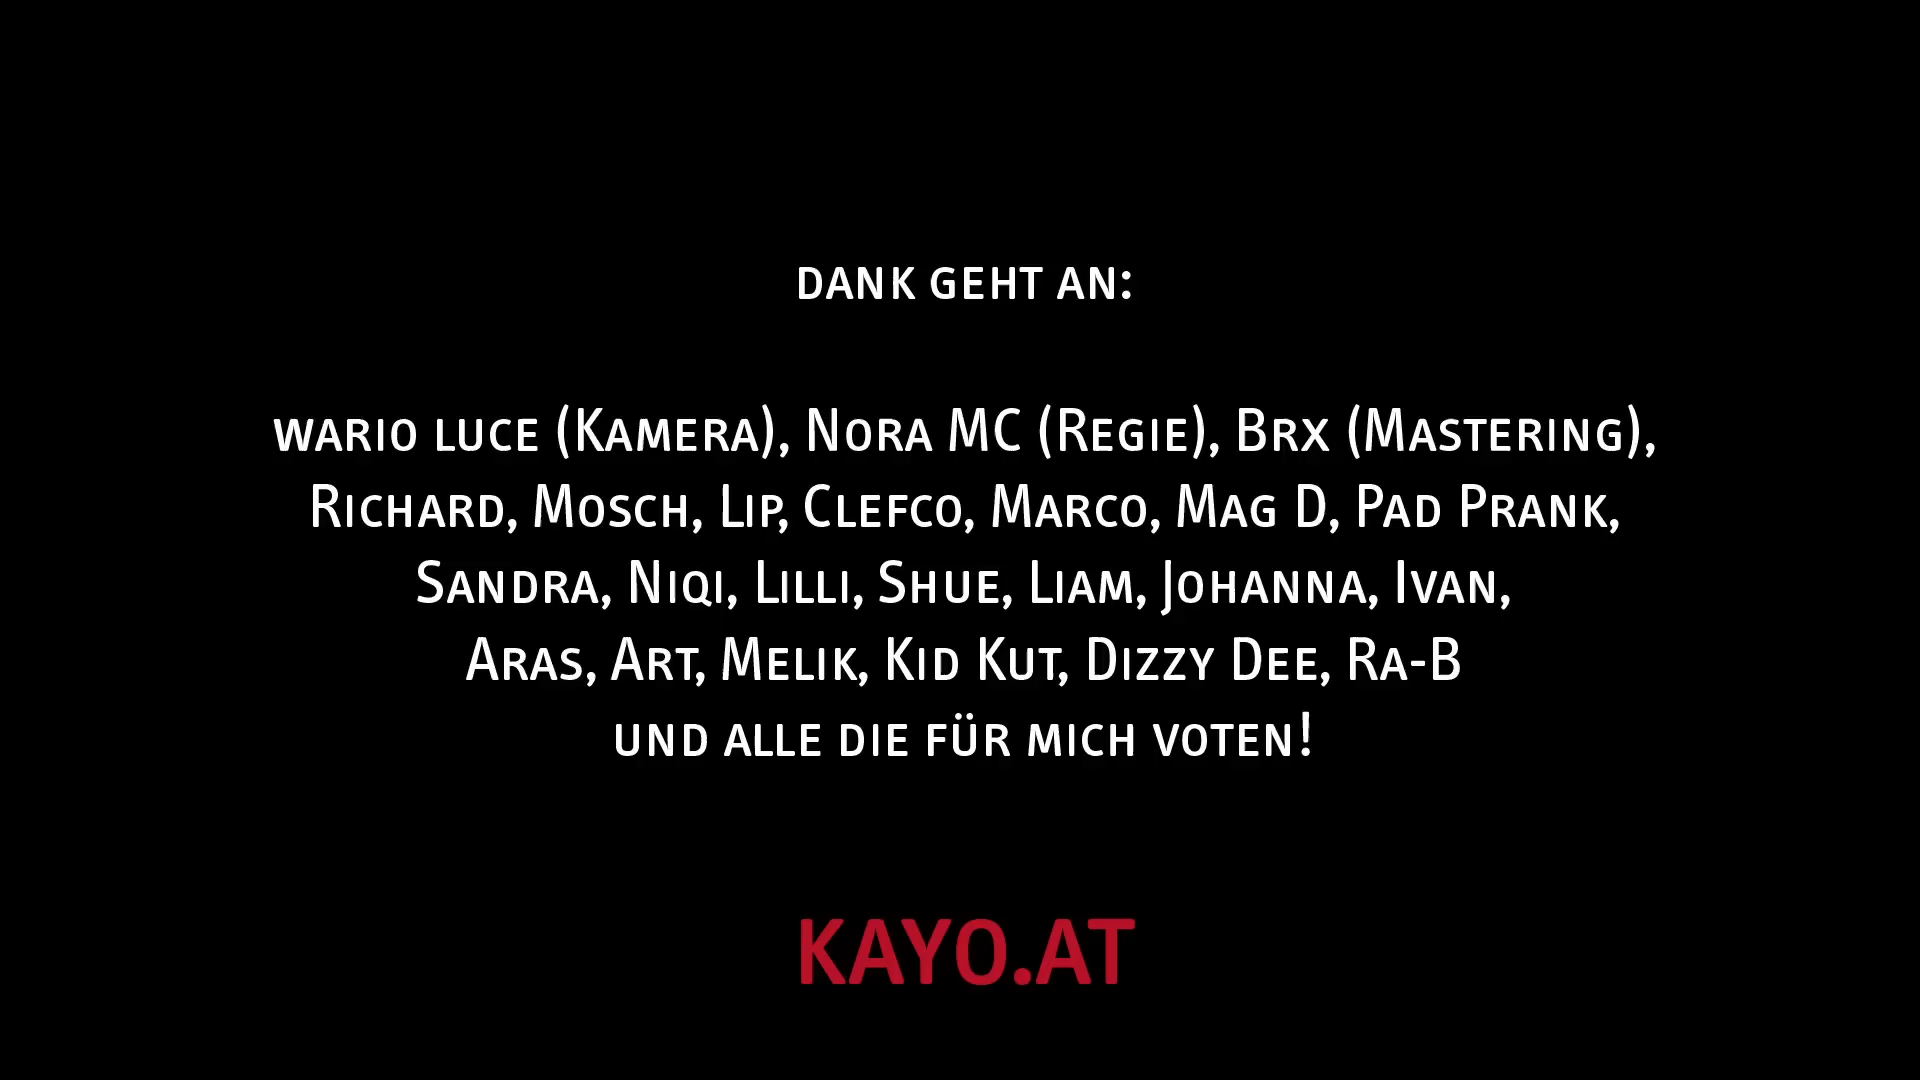 DANK GEHT AN:
WARIO LUCE (KAMERA), NORA MC (REGIE), BRX (MASTERING),
RICHARD, MOSCH, LIP, CLEFCO, MARCO, MAG D, PAD PRANK,
SANDRA, NIQI, LILLI, SHUE, LIAM, JOHANNA, IVAN,
ARAS, ART, MELIK, KID KUT, DIZZY DEE, RA-B
UND ALLE DIE FÜR MICH VOTEN!
KAYO.AT